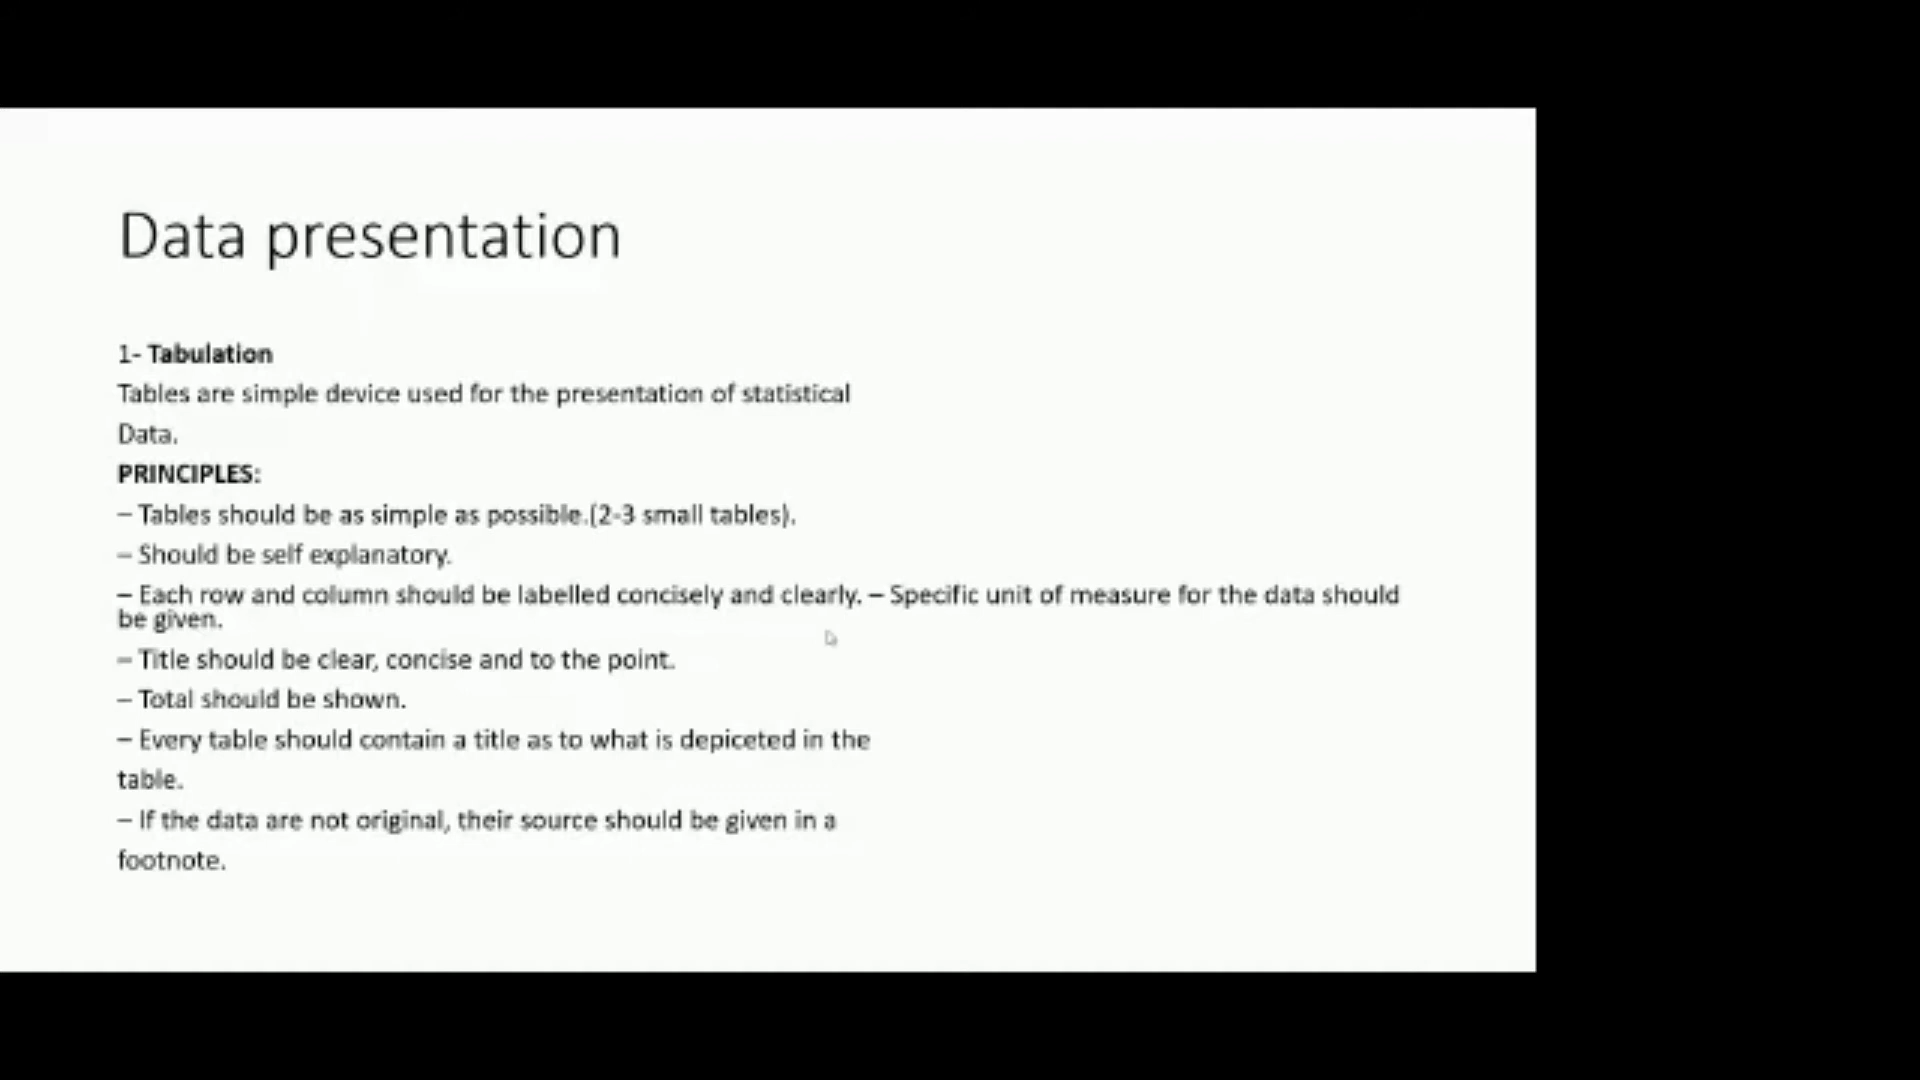 Data presentation
1- Tabulation
Tables are simple device used for the presentation of statistical
Data.
PRINCIPLES:
– Tables should be as simple as possible.(2-3 small tables).
– Should be self explanatory.
– Each row and column should be labelled concisely and clearly. – Specific unit of measure for the data should
be given.
– Title should be clear, concise and to the point.
– Total should be shown.
– Every table should contain a title as to what is depiceted in the
table.
– If the data are not original, their source should be given in a
footnote.